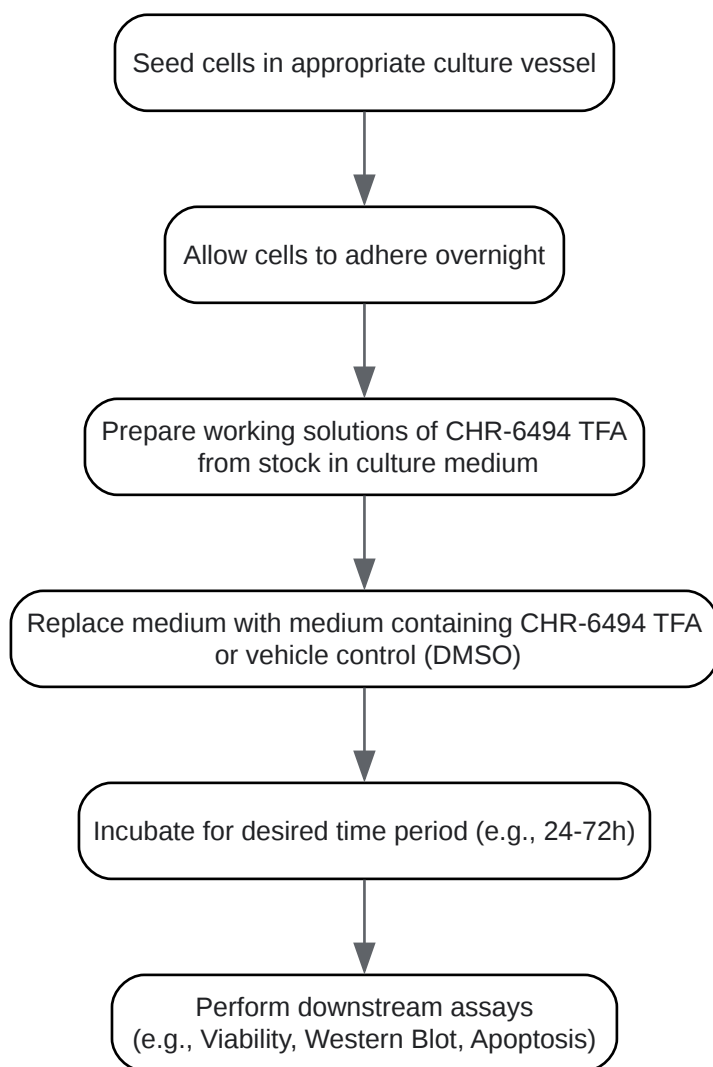 Seed cells in appropriate culture vessel
Allow cells to adhere overnight
Prepare working solutions of CHR-6494 TFA
from stock in culture medium
Replace medium with medium containing CHR-6494 TFA
or vehicle control (DMSO)
Incubate for desired time period (e.g., 24-72h)
Perform downstream assays
(e.g., Viability, Western Blot, Apoptosis)